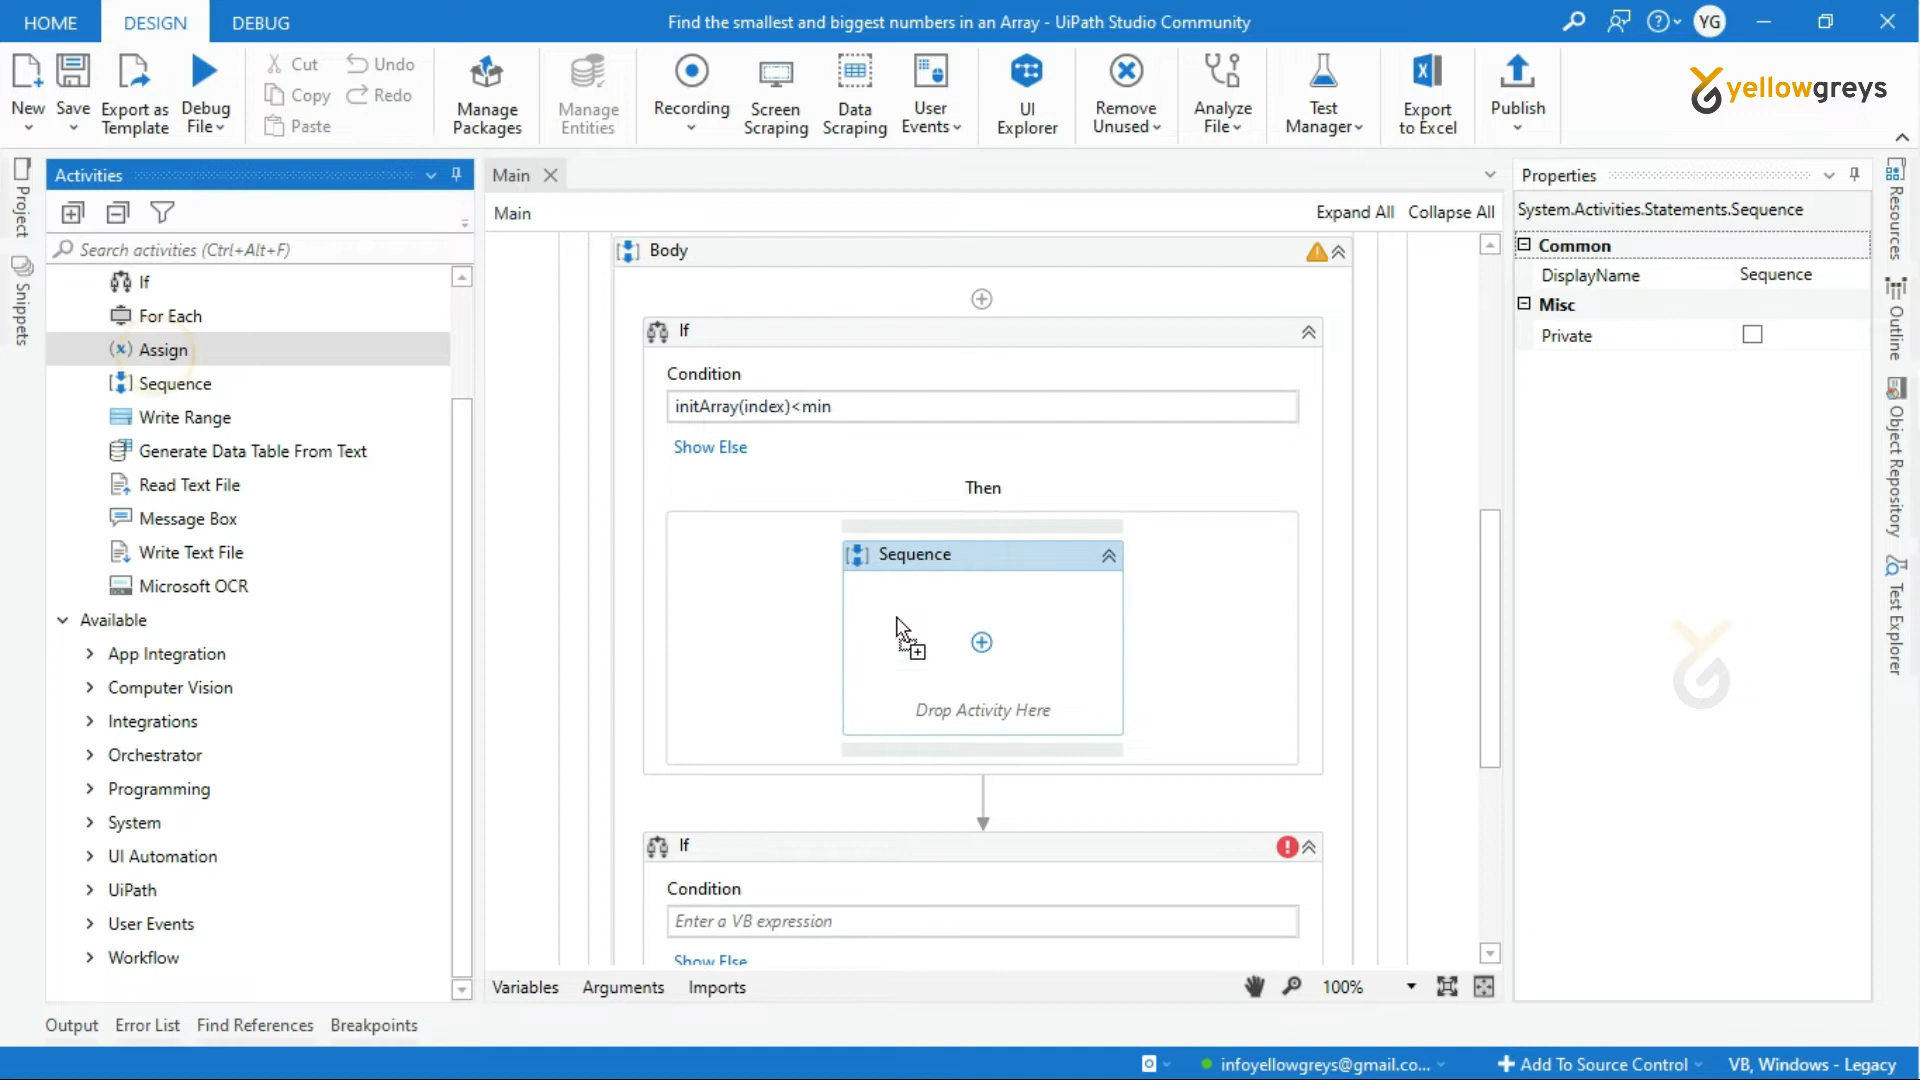 HOME DESIGN DEBUG Find the smallest and biggest numbers in an Array - UiPath Studio Community YG
New Save Export as Template Debug File Cut Copy Paste Undo Redo Manage Packages Manage Entities Recording Screen Scraping Data Scraping User Events UI Explorer Remove Unused Analyze File Test Manager Export to Excel Publish
yellowgreys
Project
Snippets
Activities
Search activities (Ctrl+Alt+F)
If
For Each
Assign
Sequence
Write Range
Generate Data Table From Text
Read Text File
Message Box
Write Text File
Microsoft OCR
Available
App Integration
Computer Vision
Integrations
Orchestrator
Programming
System
UI Automation
UiPath
User Events
Workflow
Main
Main Expand All Collapse All
Body
If
Condition
initArray(index)<min
Show Else
Then
Sequence
Drop Activity Here
If
Condition
Enter a VB expression
Show Else
Variables Arguments Imports 100%
Properties
System.Activities.Statements.Sequence
Common
DisplayName Sequence
Misc
Private
Resources
Outline
Object Repository
Test Explorer
Output Error List Find References Breakpoints
infoyellowgreys@gmail.co... Add To Source Control VB, Windows - Legacy